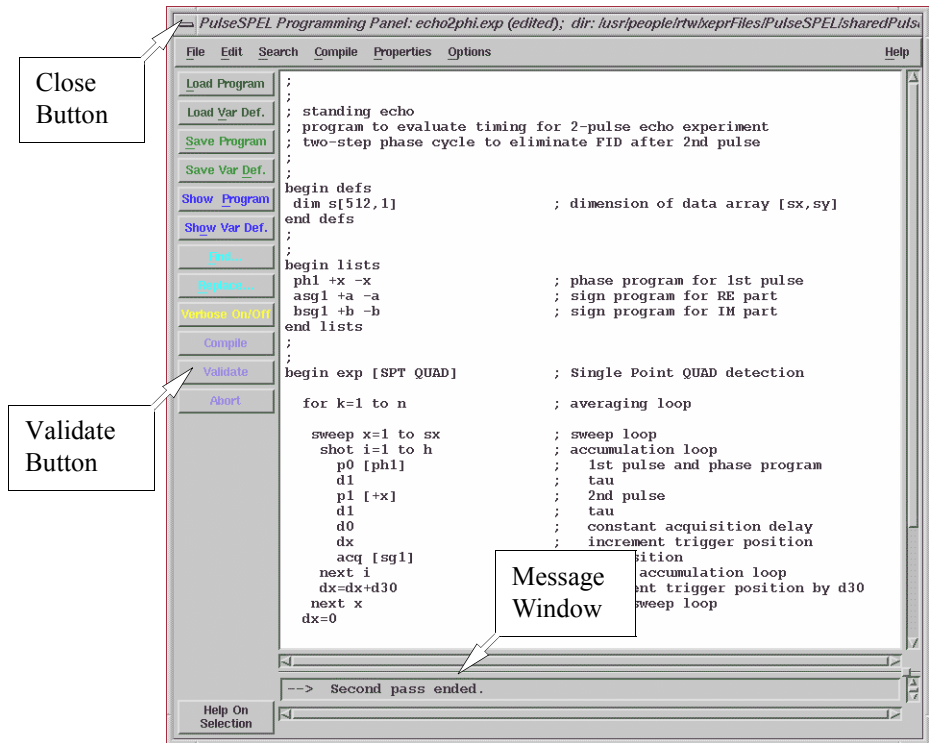 PulseSPEL Programming Panel: echo2phi.exp (edited); dir: /usr/people/rtw/xeprFiles/PulseSPEL/sharedPuls
File Edit Search Compile Properties Options Help
Close
Button
Load Program
Load Var Def.
Save Program
Save Var Def.
Show Program
Show Var Def.
Find...
Replace...
Verbose On/Off
Compile
Validate
Abort
Validate
Button
;
;
; standing echo
; program to evaluate timing for 2-pulse echo experiment
; two-step phase cycle to eliminate FID after 2nd pulse
;
begin defs
dim s[512,1] ; dimension of data array [sx,sy]
end defs
;
;
begin lists
ph1 +x -x ; phase program for 1st pulse
asg1 +a -a ; sign program for RE part
bsg1 +b -b ; sign program for IM part
end lists
;
;
begin exp [SPT QUAD] ; Single Point QUAD detection
for k=1 to n ; averaging loop
sweep x=1 to sx ; sweep loop
shot i=1 to h ; accumulation loop
p0 [ph1] ; 1st pulse and phase program
d1 ; tau
p1 [+x] ; 2nd pulse
d1 ; tau
d0 ; constant acquisition delay
dx ; increment trigger position
acq [sg1] sition
next i accumulation loop
dx=dx+d30 ent trigger position by d30
next x sweep loop
dx=0
Message
Window
--> Second pass ended.
Help On
Selection